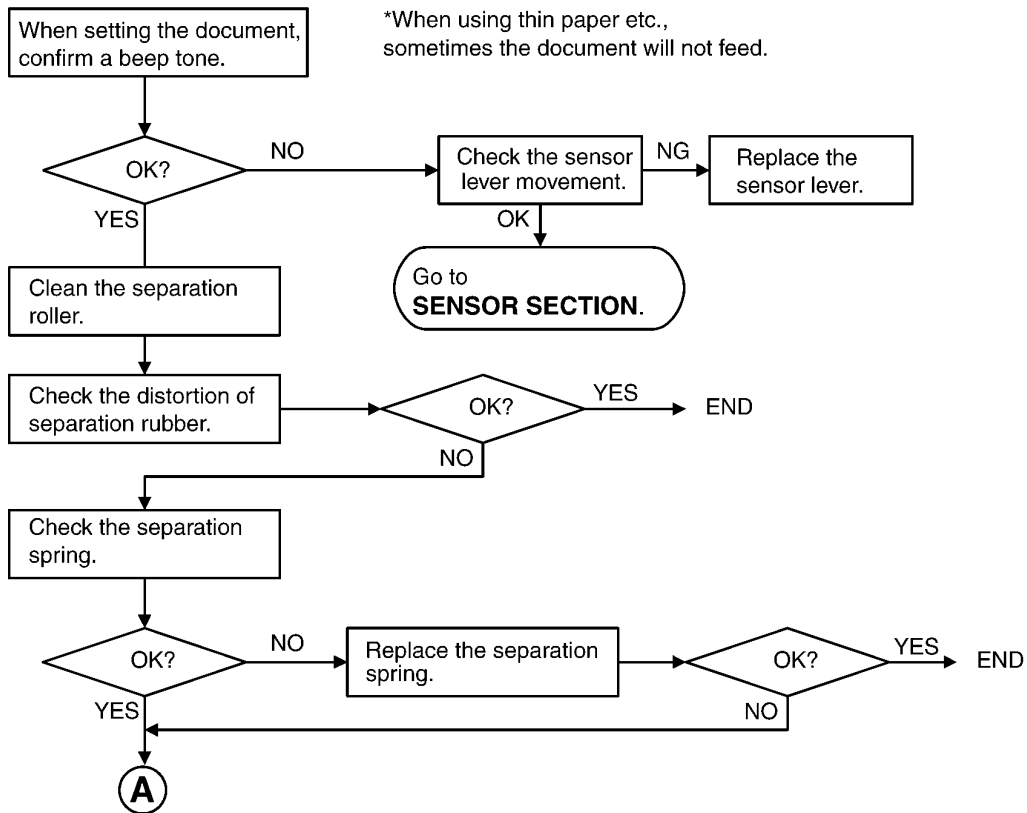 When setting the document,
confirm a beep tone.
*When using thin paper etc.,
sometimes the document will not feed.
OK?
NO
Check the sensor
lever movement.
NG
Replace the
sensor lever.
YES
OK
Go to
SENSOR SECTION.
Clean the separation
roller.
Check the distortion of
separation rubber.
OK?
YES
END
NO
Check the separation
spring.
OK?
NO
Replace the separation
spring.
OK?
YES
END
YES
NO
A